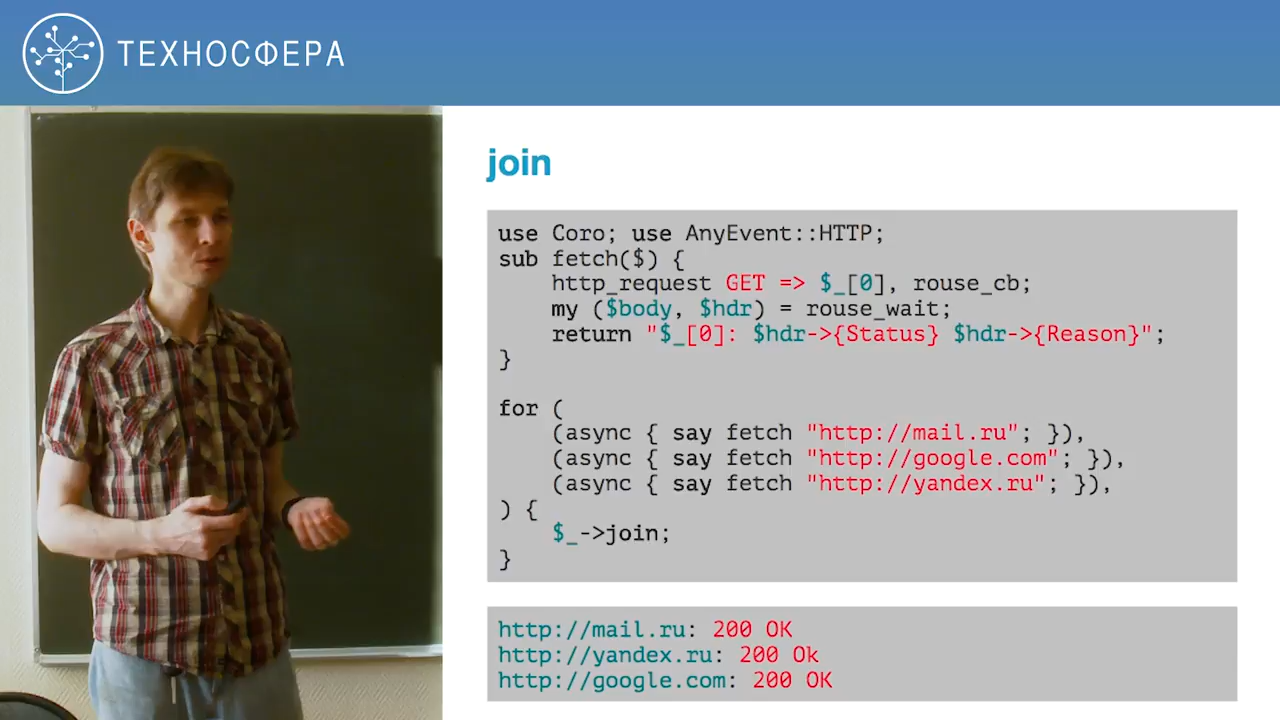 ТЕХНОСФЕРА
join
use Coro; use AnyEvent::HTTP;
sub fetch($) {
    http_request GET => $_[0], rouse_cb;
    my ($body, $hdr) = rouse_wait;
    return "$_[0]: $hdr->{Status} $hdr->{Reason}";
}
for (
    (async { say fetch "http://mail.ru"; }),
    (async { say fetch "http://google.com"; }),
    (async { say fetch "http://yandex.ru"; }),
) {
    $_->join;
}
http://mail.ru: 200 OK
http://yandex.ru: 200 Ok
http://google.com: 200 OK